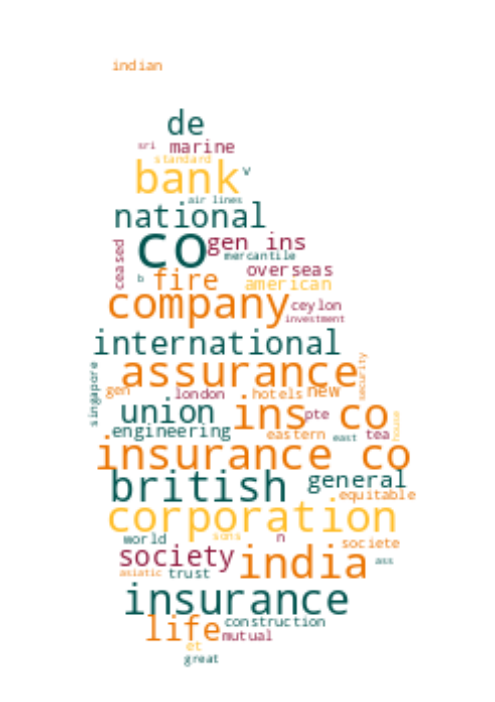 indian
de
sri marine
standard
bank v
air lines
national
co gen ins
mercantile
ceased overseas
b fire american
company ceylon
investment
international
assurance security
singapore gen london hotels new
union ins co pte house
engineering eastern east tea
insurance co
british general
equitable
corporation
world sons n societe
society india ass
asiatic trust
insurance
life construction
mutual
et
great